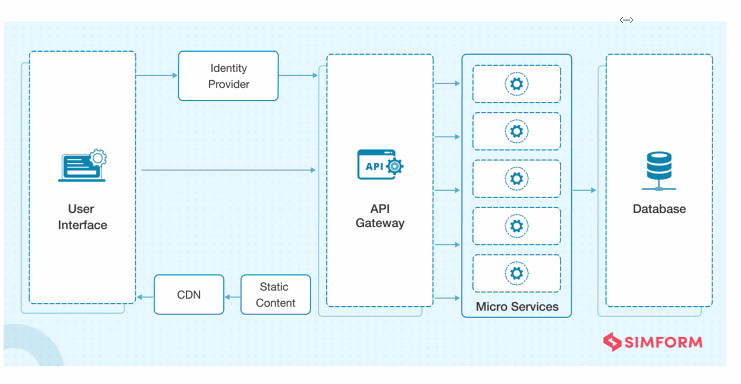 Identity
Provider
User
Interface
API
API
Gateway
CDN
Static
Content
Micro Services
Database
SIMFORM